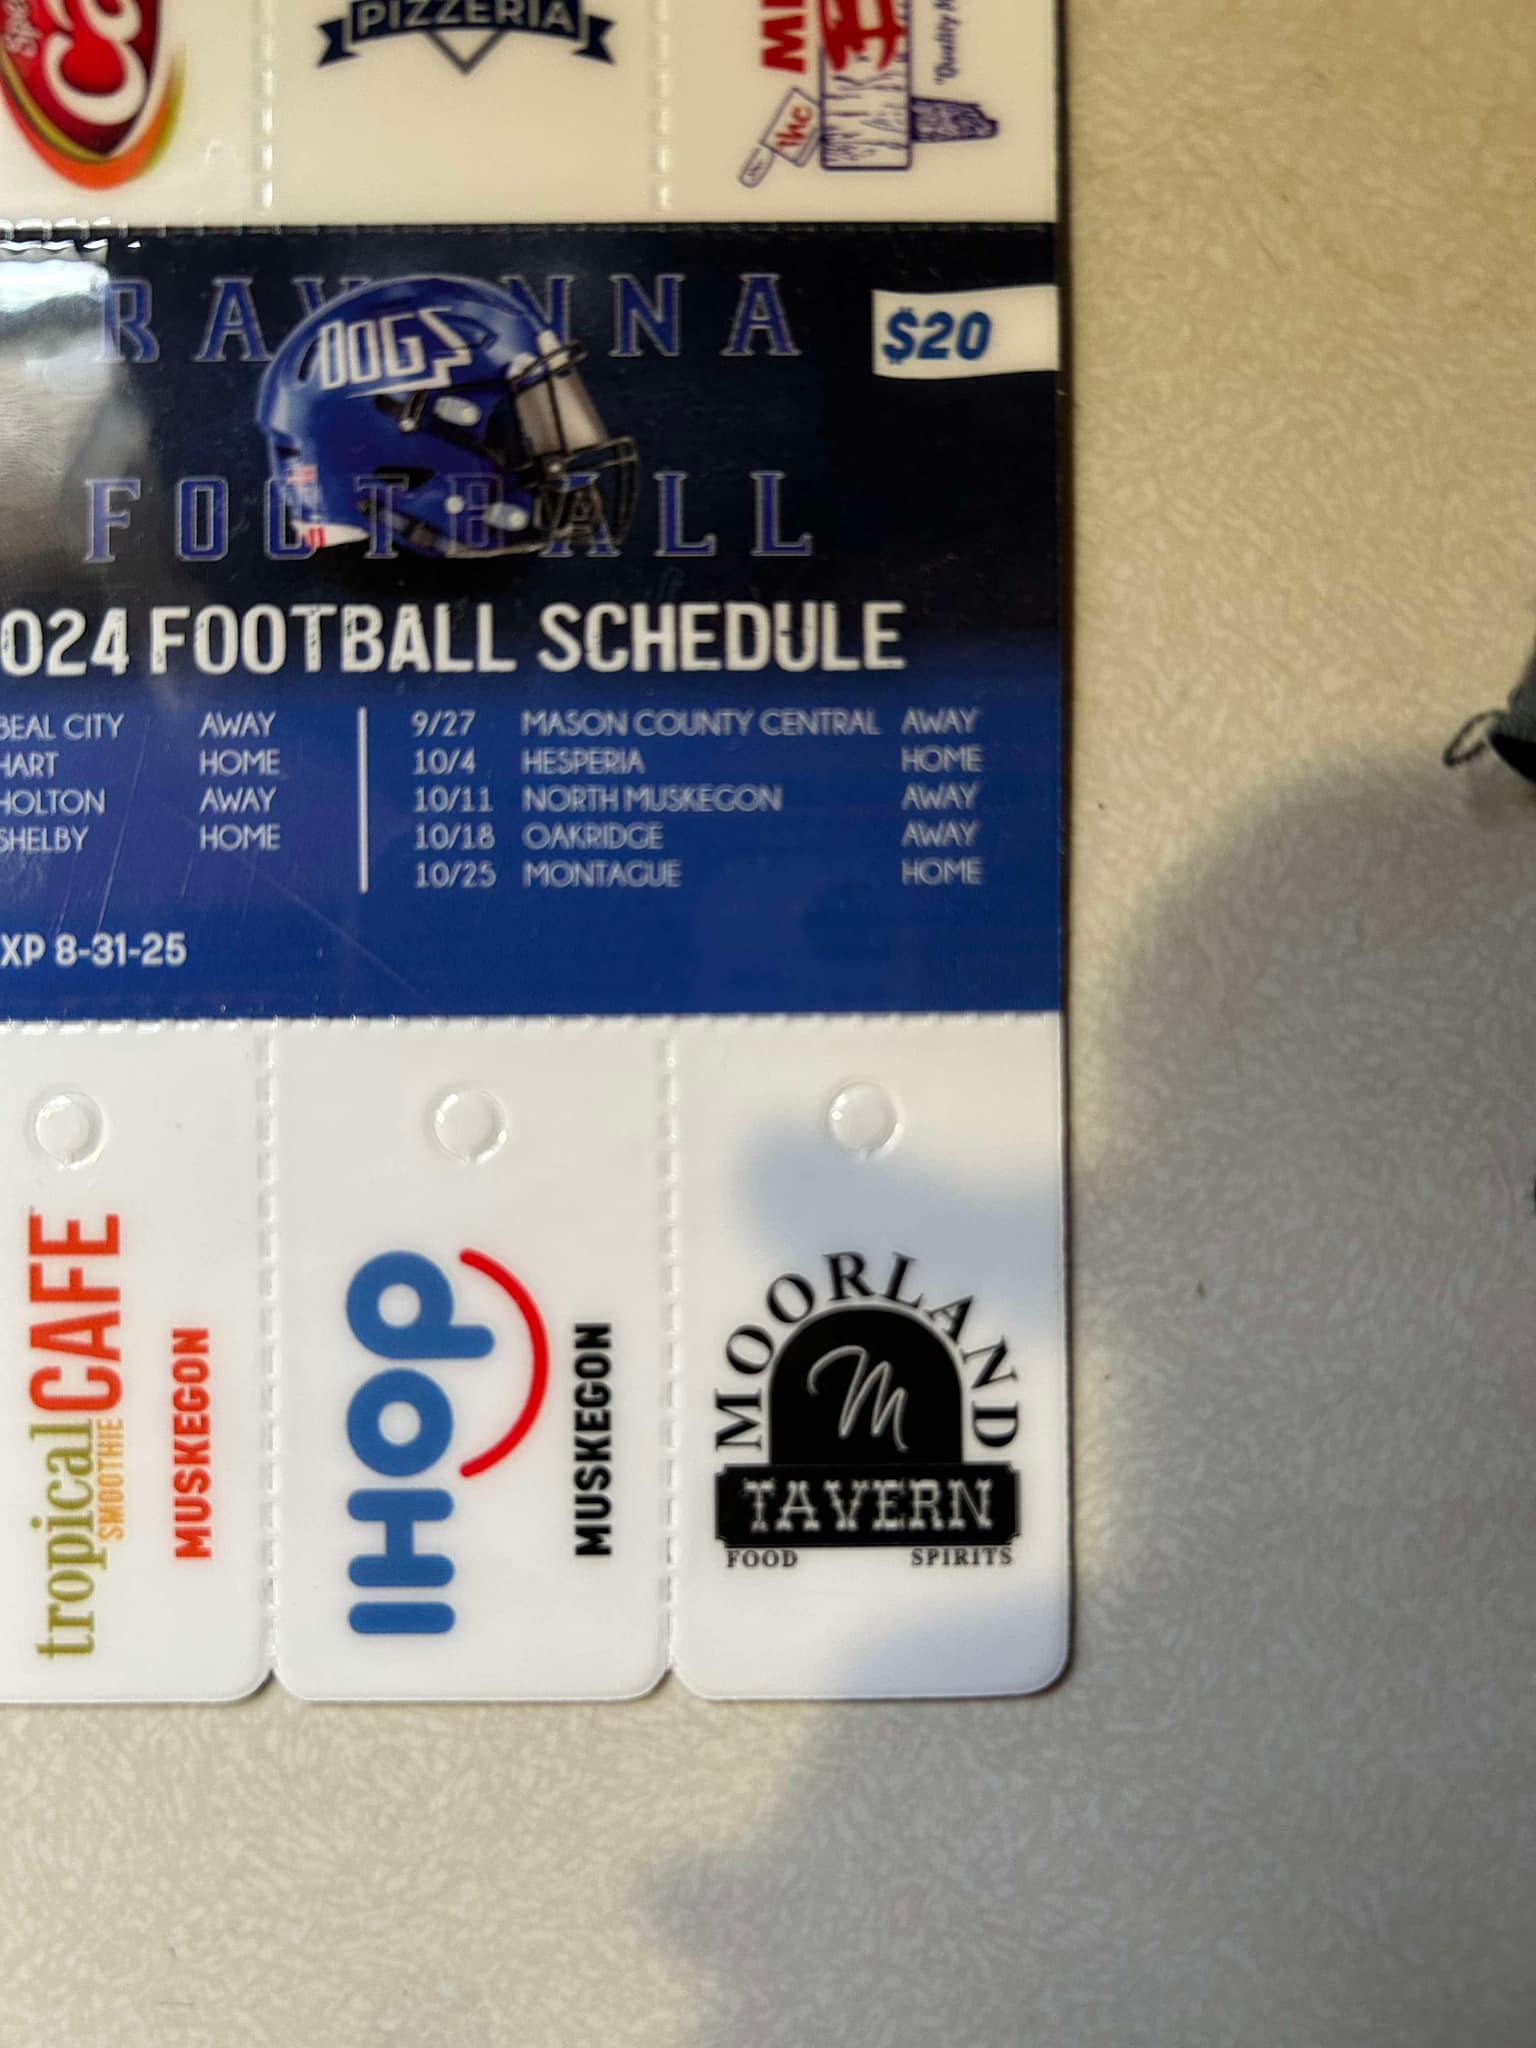 PIZZERIA
the
"Quality
RAVENNA
DOGS
$20
FOOTBALL
024 FOOTBALL SCHEDULE
BEAL CITY AWAY
HART HOME
HOLTON AWAY
SHELBY HOME
9/27 MASON COUNTY CENTRAL AWAY
10/4 HESPERIA HOME
10/11 NORTH MUSKEGON AWAY
10/18 OAKRIDGE AWAY
10/25 MONTAGUE HOME
XP 8-31-25
tropical CAFE
SMOOTHIE
MUSKEGON
IHOP
MUSKEGON
MOORLAND
M
TAVERN
FOOD SPIRITS